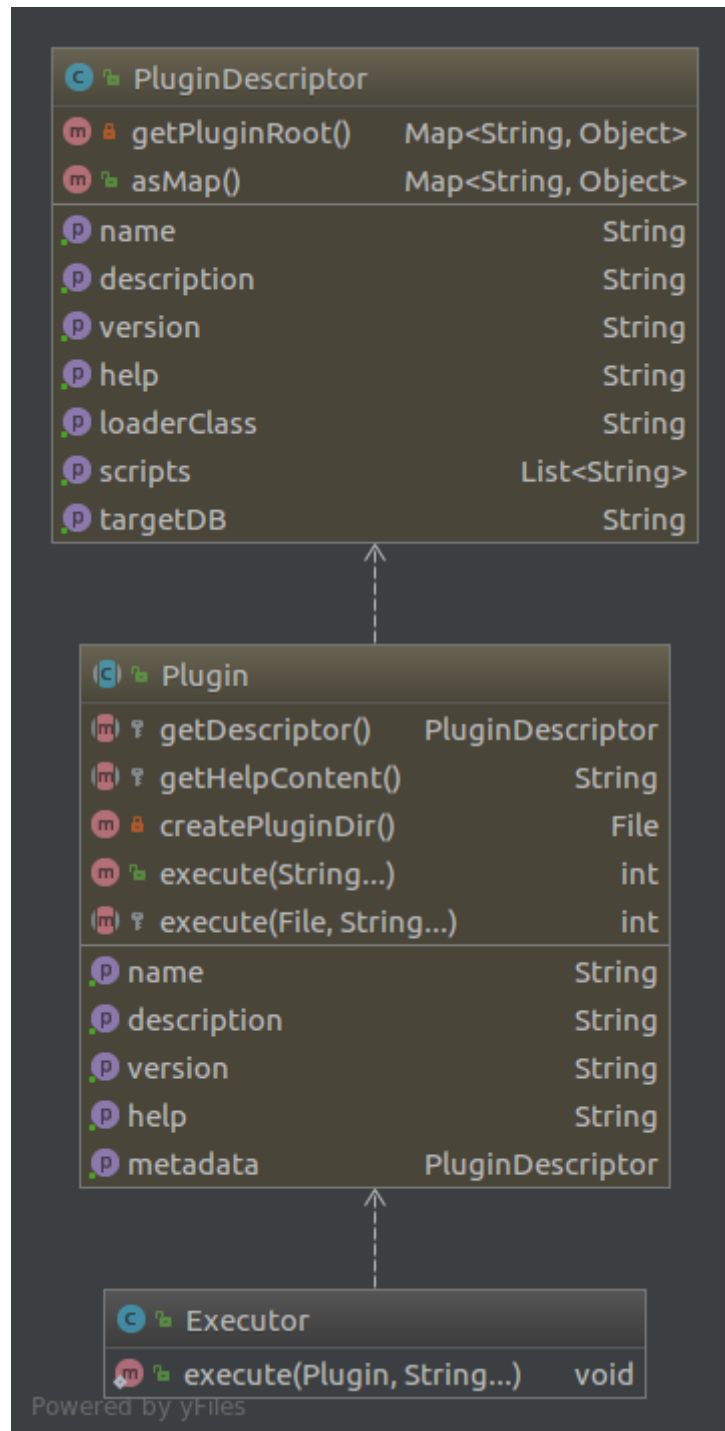 PluginDescriptor
getPluginRoot() Map<String, Object>
asMap() Map<String, Object>
name String
description String
version String
help String
loaderClass String
scripts List<String>
targetDB String
Plugin
getDescriptor() PluginDescriptor
getHelpContent() String
createPluginDir() File
execute(String...) int
execute(File, String...) int
name String
description String
version String
help String
metadata PluginDescriptor
Executor
execute(Plugin, String...) void
Powered by yFiles